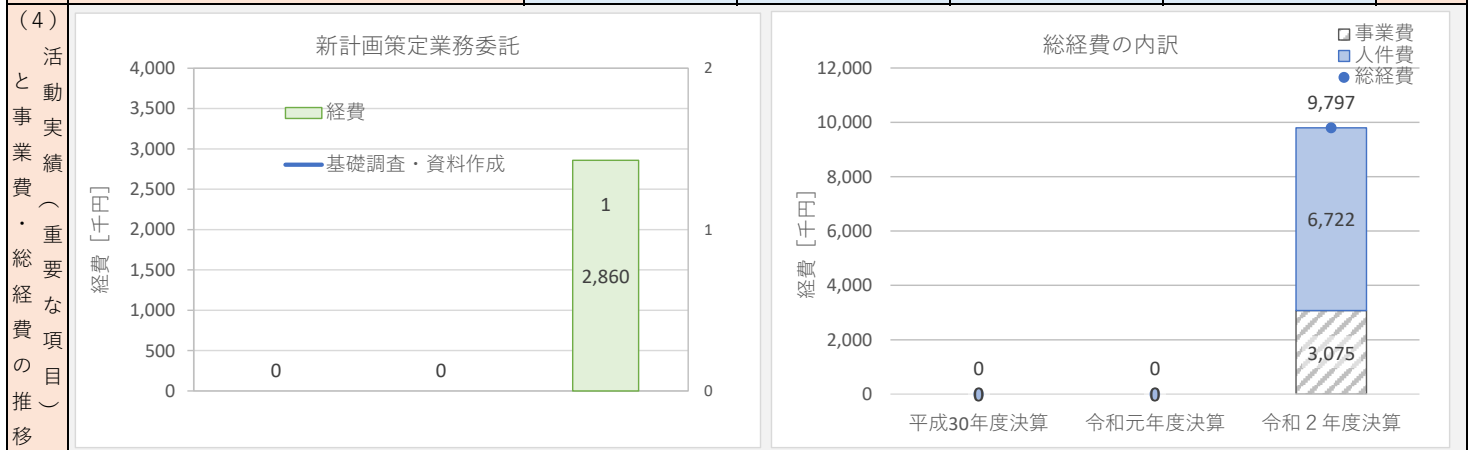 （4）活動実績（重要な項目）
と事業費・総経費の推移
新計画策定業務委託
4,000
3,500
3,000
2,500
2,000
1,500
1,000
500
0
経費［千円］
経費
基礎調査・資料作成
0
0
1
2,860
2
1
0
総経費の内訳
事業費
人件費
総経費
12,000
10,000
8,000
6,000
4,000
2,000
0
経費［千円］
0
0
0
0
9,797
6,722
3,075
平成30年度決算
令和元年度決算
令和２年度決算